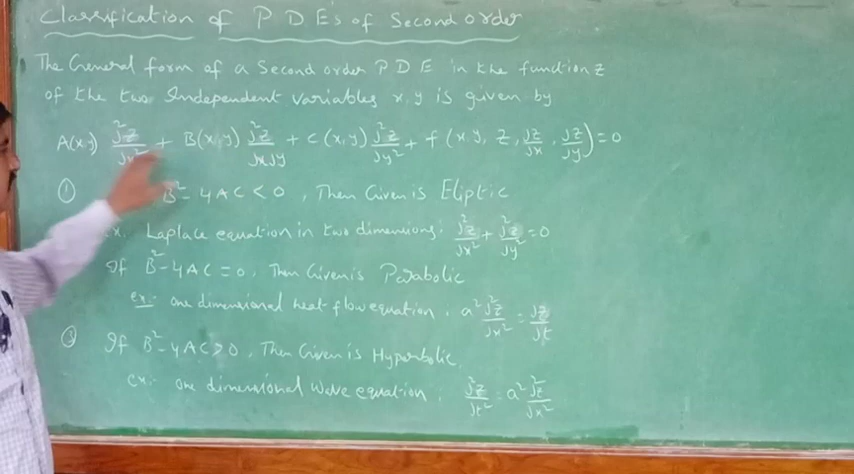 Classification of P D E's of Second order
The General form of a Second order P D E in the function z
of the two Independent variables x, y is given by
A(x,y) ∂²z/∂x² + B(x,y) ∂²z/∂x∂y + C(x,y) ∂²z/∂y² + f(x, y, z, ∂z/∂x, ∂z/∂y) = 0
① B² - 4AC < 0, Then Given is Eliptic
Ex. Laplace equation in two dimensions: ∂²z/∂x² + ∂²z/∂y² = 0
If B² - 4AC = 0, Then Given is Parabolic
ex:- one dimensional heat flow equation, a² ∂²z/∂x² = ∂z/∂t
③ If B² - 4AC > 0, Then Given is Hyperbolic.
ex:- one dimensional wave equation: ∂²z/∂t² = a² ∂²z/∂x²